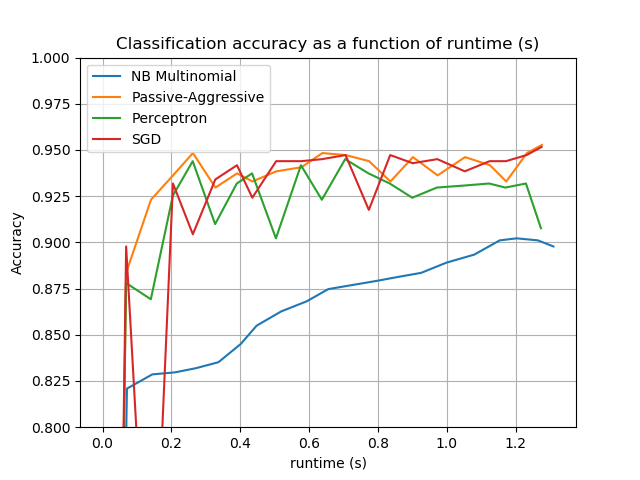 Classification accuracy as a function of runtime (s)
1.000
0.975
0.950
0.925
0.900
0.875
0.850
0.825
0.800
Accuracy
NB Multinomial
Passive-Aggressive
Perceptron
SGD
0.0 0.2 0.4 0.6 0.8 1.0 1.2
runtime (s)